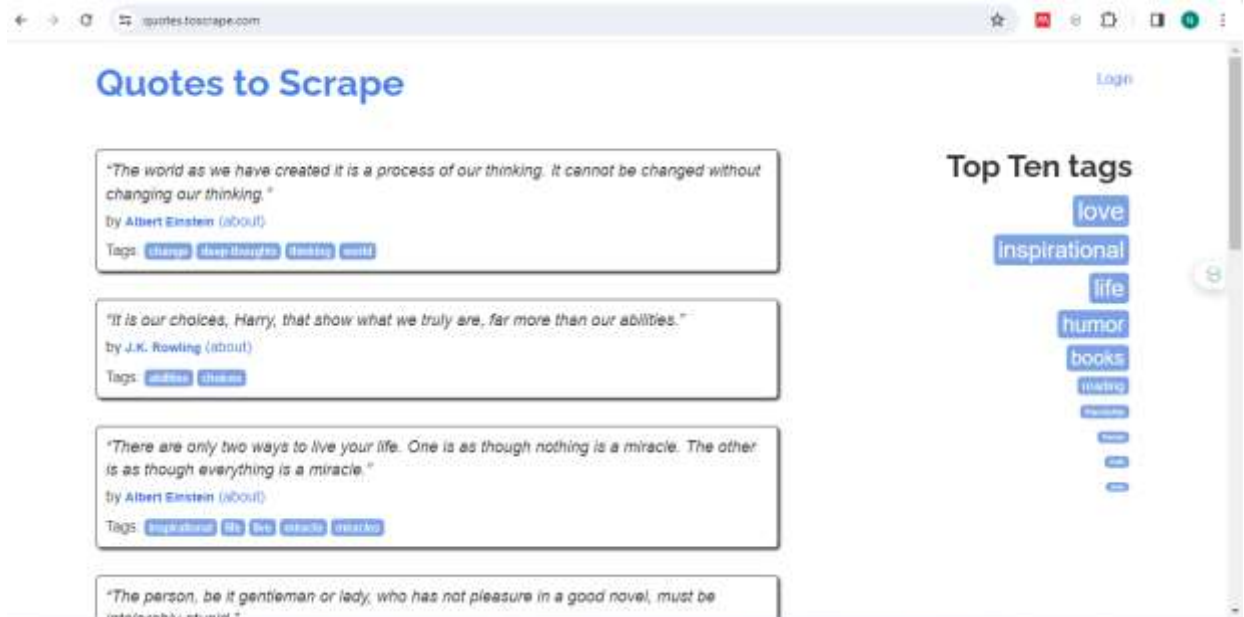 quotes.toscrape.com
Quotes to Scrape
Login
“The world as we have created it is a process of our thinking. It cannot be changed without
changing our thinking.”
by Albert Einstein (about)
Tags: change deep-thoughts thinking world
“It is our choices, Harry, that show what we truly are, far more than our abilities.”
by J.K. Rowling (about)
Tags: abilities choices
“There are only two ways to live your life. One is as though nothing is a miracle. The other
is as though everything is a miracle.”
by Albert Einstein (about)
Tags: inspirational life live miracle miracles
“The person, be it gentleman or lady, who has not pleasure in a good novel, must be
Top Ten tags
love
inspirational
life
humor
books
reading